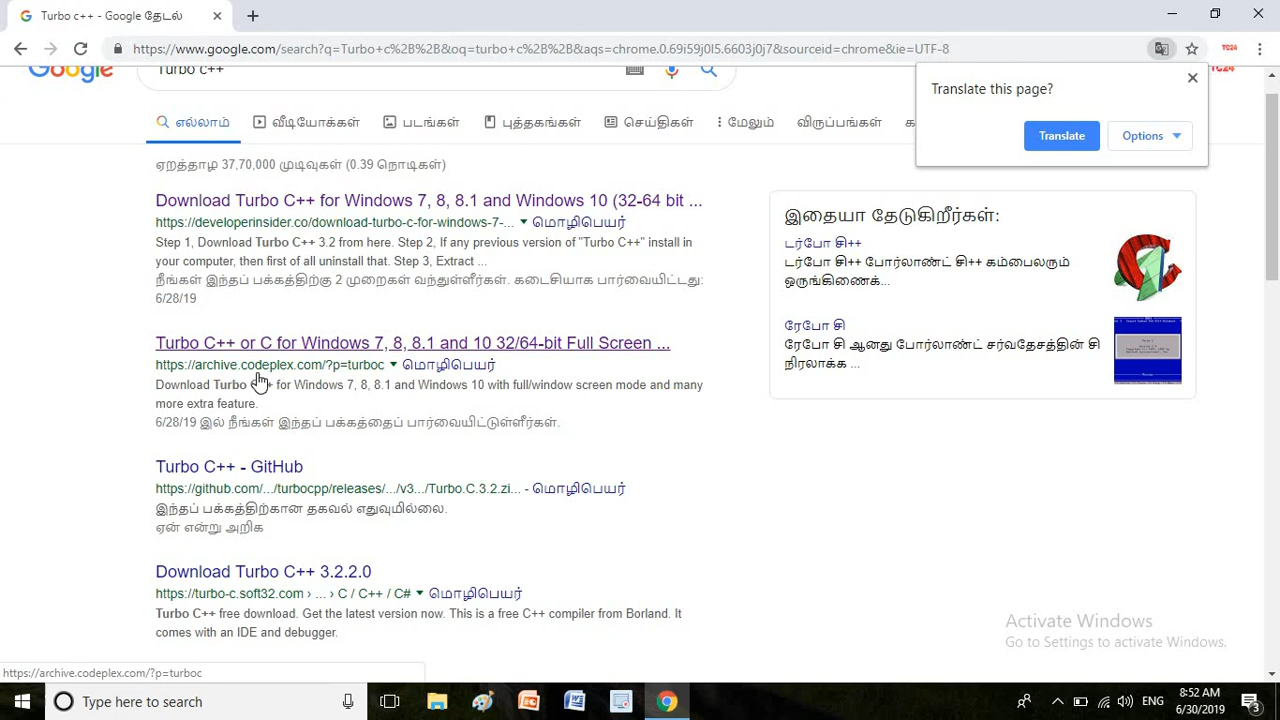 Turbo c++ - Google தேடல்
https://www.google.com/search?q=Turbo+c%2B%2B&oq=turbo+c%2B%2B&aqs=chrome.0.69i59j0l5.6603j0j7&sourceid=chrome&ie=UTF-8
TC24
Google
Turbo c++
Translate this page?
Translate
Options
எல்லாம் வீடியோக்கள் படங்கள் புத்தகங்கள் செய்திகள் மேலும் விருப்பங்கள்
ஏறத்தாழ 37,70,000 முடிவுகள் (0.39 நொடிகள்)
Download Turbo C++ for Windows 7, 8, 8.1 and Windows 10 (32-64 bit ...
https://developerinsider.co/download-turbo-c-for-windows-7-... மொழிபெயர்
Step 1, Download Turbo C++ 3.2 from here. Step 2, If any previous version of "Turbo C++" install in
your computer, then first of all uninstall that. Step 3, Extract ...
நீங்கள் இந்தப் பக்கத்திற்கு 2 முறைகள் வந்துள்ளீர்கள். கடைசியாக பார்வையிட்டது:
6/28/19
Turbo C++ or C for Windows 7, 8, 8.1 and 10 32/64-bit Full Screen ...
https://archive.codeplex.com/?p=turboc மொழிபெயர்
Download Turbo C++ for Windows 7, 8, 8.1 and Windows 10 with full/window screen mode and many
more extra feature.
6/28/19 இல் நீங்கள் இந்தப் பக்கத்தைப் பார்வையிட்டுள்ளீர்கள்.
Turbo C++ - GitHub
https://github.com/.../turbocpp/releases/.../v3.../Turbo.C.3.2.zi... - மொழிபெயர்
இந்தப் பக்கத்திற்கான தகவல் எதுவுமில்லை.
ஏன் என்று அறிக
Download Turbo C++ 3.2.2.0
https://turbo-c.soft32.com › ... › C / C++ / C# மொழிபெயர்
Turbo C++ free download. Get the latest version now. This is a free C++ compiler from Borland. It
comes with an IDE and debugger.
இதையா தேடுகிறீர்கள்:
டர்போ சி++
டர்போ சி++ போர்லாண்ட் சி++ கம்பைலரும்
ஒருங்கிணைக்...
ரேபோ சி
ரேபோ சி ஆனது போர்லாண்ட் சர்வதேசத்தின் சி
நிரலாக்க ...
Activate Windows
Go to Settings to activate Windows.
https://archive.codeplex.com/?p=turboc
Type here to search
ENG
8:52 AM
6/30/2019
3